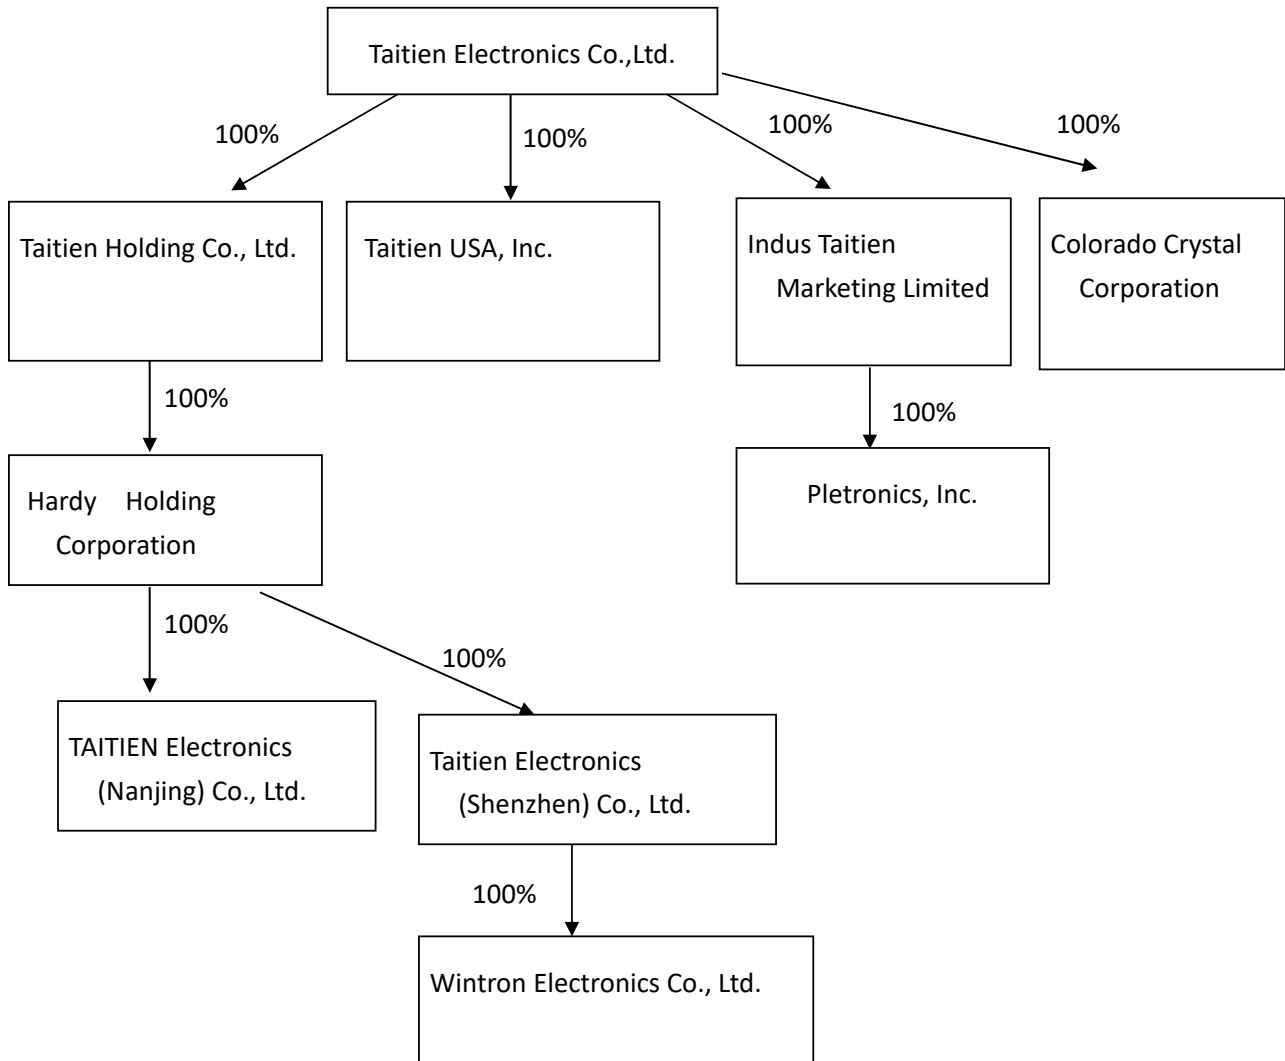 Taitien Electronics Co.,Ltd.
100%
100%
100%
100%
Taitien Holding Co., Ltd.
Taitien USA, Inc.
Indus Taitien
Marketing Limited
Colorado Crystal
Corporation
100%
100%
Hardy Holding
Corporation
Pletronics, Inc.
100%
100%
TAITIEN Electronics
(Nanjing) Co., Ltd.
Taitien Electronics
(Shenzhen) Co., Ltd.
100%
Wintron Electronics Co., Ltd.